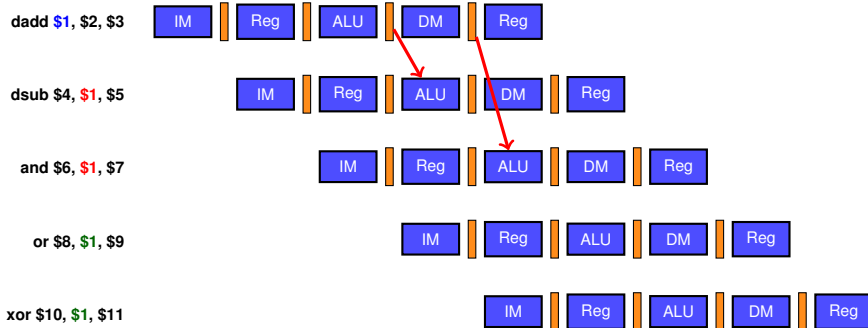 dadd $1, $2, $3 IM Reg ALU DM Reg
dsub $4, $1, $5 IM Reg ALU DM Reg
and $6, $1, $7 IM Reg ALU DM Reg
or $8, $1, $9 IM Reg ALU DM Reg
xor $10, $1, $11 IM Reg ALU DM Reg